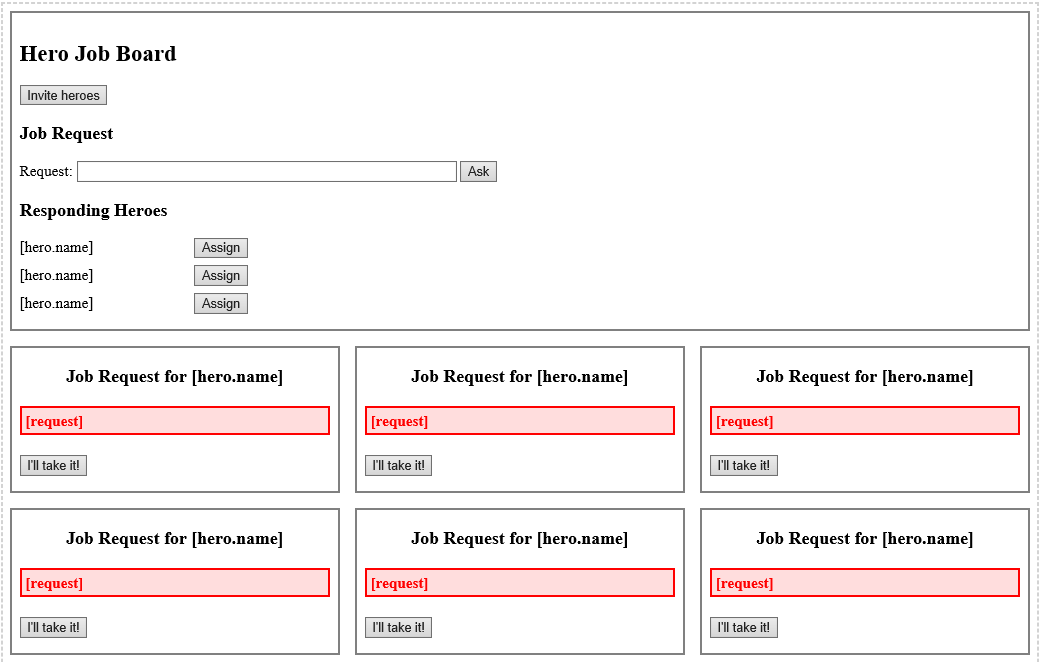 Hero Job Board
Invite heroes
Job Request
Request: Ask
Responding Heroes
[hero.name] Assign
[hero.name] Assign
[hero.name] Assign
Job Request for [hero.name]
[request]
I'll take it!
Job Request for [hero.name]
[request]
I'll take it!
Job Request for [hero.name]
[request]
I'll take it!
Job Request for [hero.name]
[request]
I'll take it!
Job Request for [hero.name]
[request]
I'll take it!
Job Request for [hero.name]
[request]
I'll take it!